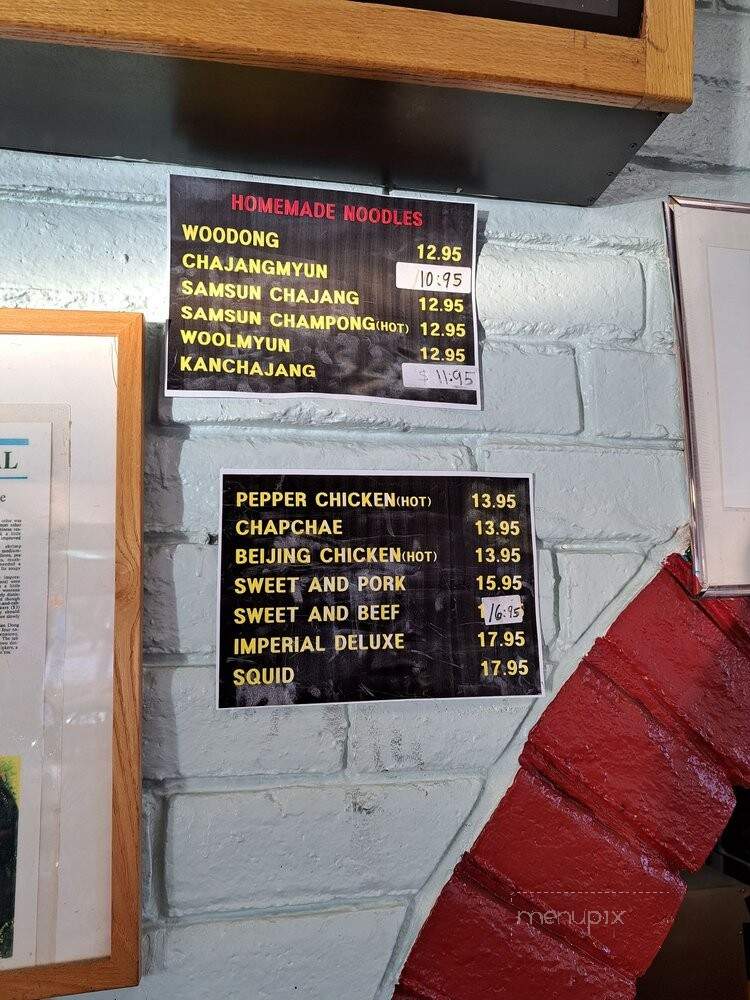 HOMEMADE NOODLES
WOODONG 12.95
CHAJANGMYUN 10:95
SAMSUN CHAJANG 12.95
SAMSUN CHAMPONG(HOT) 12.95
WOOLMYUN 12.95
KANCHAJANG $11:95
PEPPER CHICKEN(HOT) 13.95
CHAPCHAE 13.95
BEIJING CHICKEN(HOT) 13.95
SWEET AND PORK 15.95
SWEET AND BEEF 16:95
IMPERIAL DELUXE 17.95
SQUID 17.95
menupix